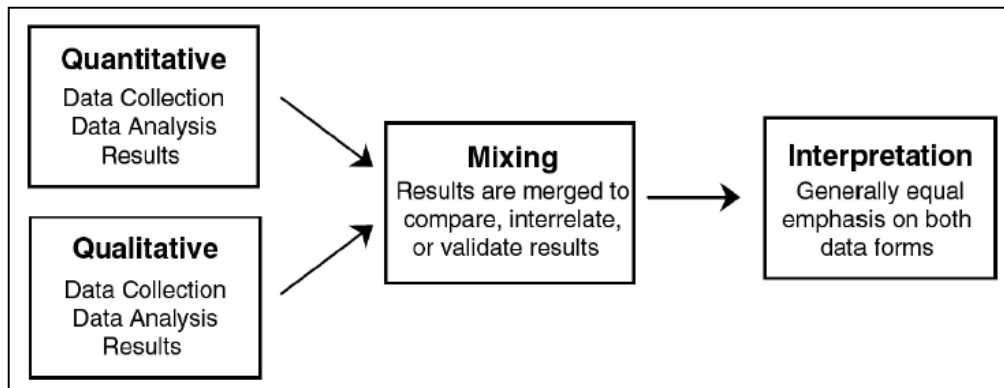 Quantitative
Data Collection
Data Analysis
Results
Qualitative
Data Collection
Data Analysis
Results
Mixing
Results are merged to
compare, interrelate,
or validate results
Interpretation
Generally equal
emphasis on both
data forms